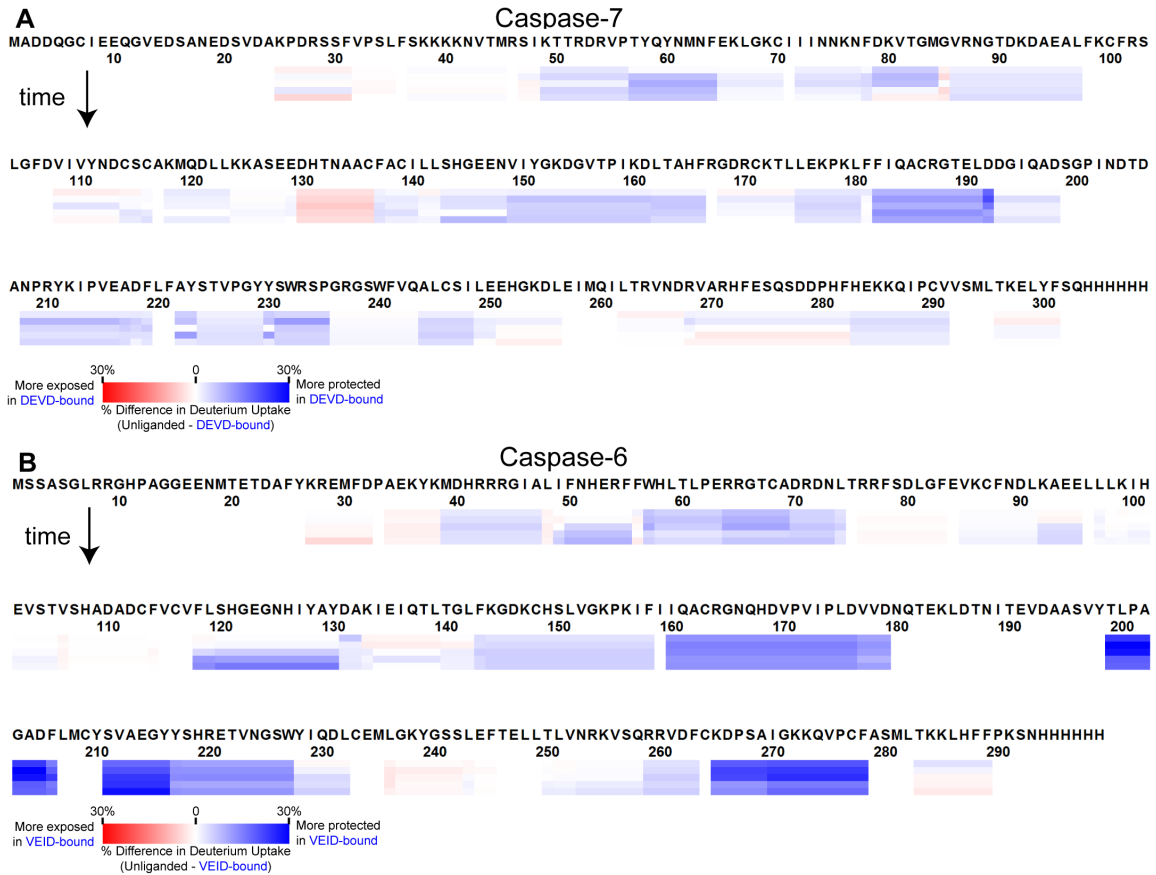 A
Caspase-7
MADDQGCIEEQGVEDSANEDSVDAKPDRSSFVPSLFSKKKKNVTMRSIKTTRDRVPTYQYNMNFEKLGKCIIINNKNFDKVTGMGVRNGTDKDAEALFKCFRS
10 20 30 40 50 60 70 80 90 100
time
LGFDVIVYNDCSCAKMQDLLKKASEEDHTNAACFACILLSHGEENVIYGKDGVTPIKDLTAHFRGDRCKTLLEKPKLFFIQACRGTELDDGIQADSGPINDTD
110 120 130 140 150 160 170 181 191 200
ANPRYKIPVEADFLFAYSTVPGYYSWRSPGRGSWFVQALCSILEEHGKDLEIMQILTRVNDRVARHFESQSDDPHFHEKKQIPCVVSMLTKELYFSQHHHHHH
210 220 230 240 250 260 271 281 291 300
30% 0 30%
More exposed
in DEVD-bound
More protected
in DEVD-bound
% Difference in Deuterium Uptake
(Unliganded - DEVD-bound)
B
Caspase-6
MSSASGLRRGHPAGGEENMTETDAFYKREMFDPAEKYKMDHRRRGIALIFNHERFFWHLTLPERRGTCADRDNLTRRFSDLGFEVKCFNDLKAEELLLKIH
10 20 30 40 50 60 70 80 90 100
time
EVSTVSHADADCFVCVFLSHGEGNHIYAYDAKIEIQTLTGLFKGDKCHSLVGKPKIFIIQACRGNQHDVPVIPLDVVDNQTEKLDTNITEVDAASVYTLPA
110 120 130 140 150 160 170 180 190 200
GADFLMCYSVAEGYYSHRETVNGSWYIQDLCEMLGKYGSSLEFTELLTLVNRKVSQRRVDFCKDPSAIGKKQVPCFASMLTKKLHFFPKSNHHHHHH
210 220 230 240 250 260 270 280 290
30% 0 30%
More exposed
in VEID-bound
More protected
in VEID-bound
% Difference in Deuterium Uptake
(Unliganded - VEID-bound)